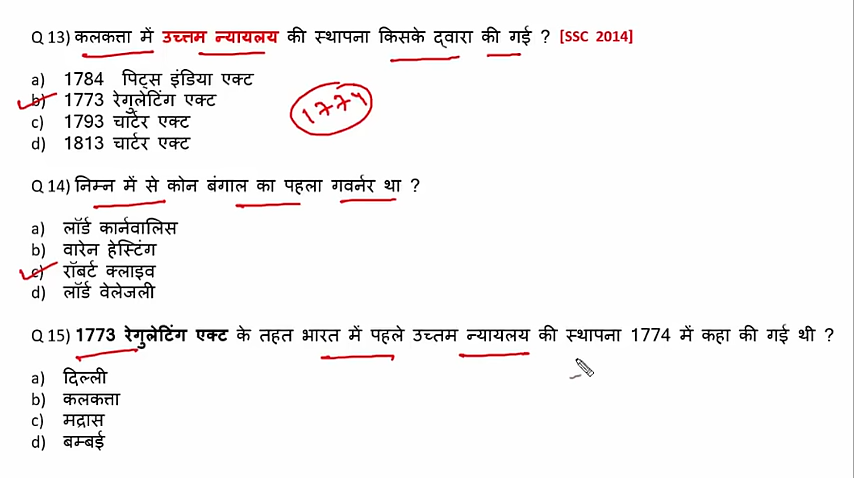 Q 13) कलकत्ता में उच्त्तम न्यायलय की स्थापना किसके द्वारा की गई ? [SSC 2014]
a) 1784 पिट्स इंडिया एक्ट
b) 1773 रेगुलेटिंग एक्ट
1774
c) 1793 चार्टर एक्ट
d) 1813 चार्टर एक्ट
Q 14) निम्न में से कोन बंगाल का पहला गवर्नर था ?
a) लॉर्ड कार्नवालिस
b) वारेन हेस्टिंग
c) रॉबर्ट क्लाइव
d) लॉर्ड वेलेजली
Q 15) 1773 रेगुलेटिंग एक्ट के तहत भारत में पहले उच्त्तम न्यायलय की स्थापना 1774 में कहा की गई थी ?
a) दिल्ली
b) कलकत्ता
c) मद्रास
d) बम्बई